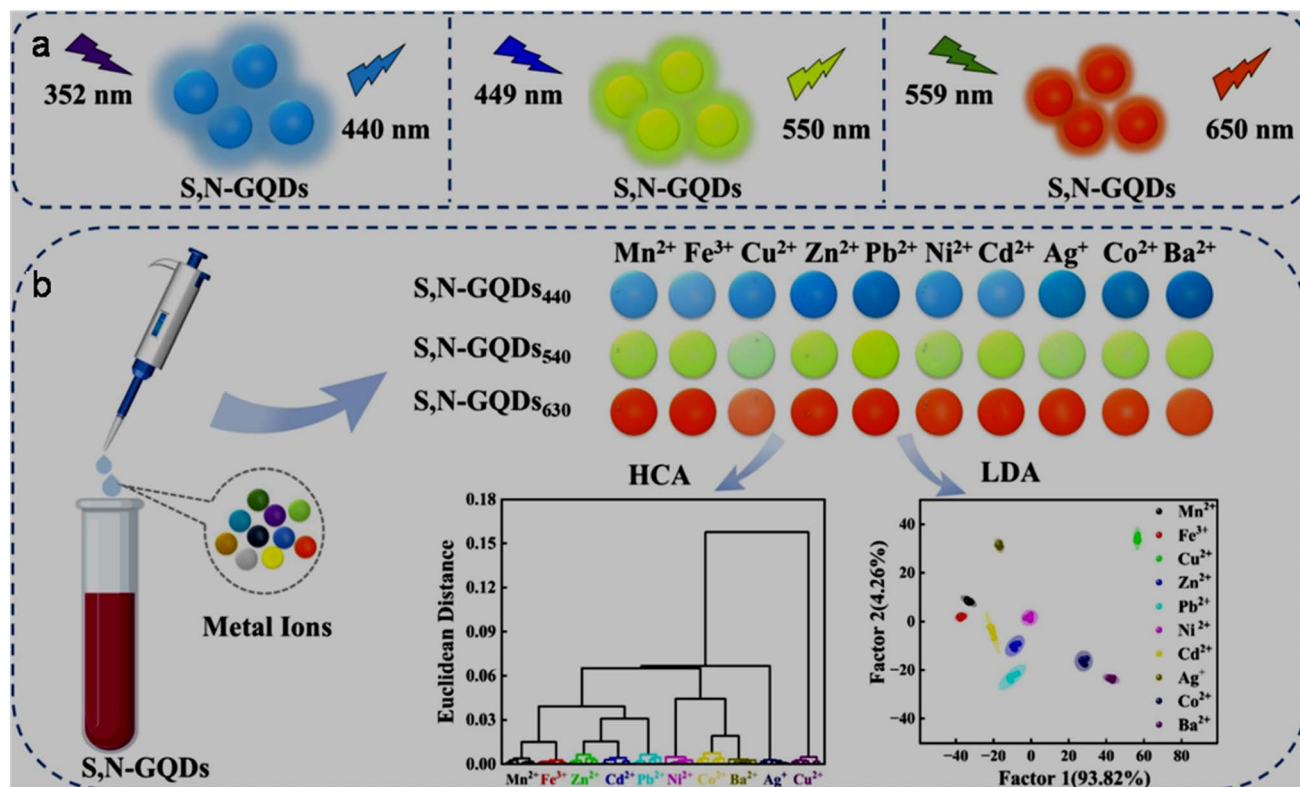 a
352 nm
440 nm
S,N-GQDs
449 nm
550 nm
S,N-GQDs
559 nm
650 nm
S,N-GQDs
b
Mn²⁺ Fe³⁺ Cu²⁺ Zn²⁺ Pb²⁺ Ni²⁺ Cd²⁺ Ag⁺ Co²⁺ Ba²⁺
S,N-GQDs₄₄₀
S,N-GQDs₅₄₀
S,N-GQDs₆₃₀
Metal Ions
S,N-GQDs
HCA
LDA
Euclidean Distance
0.18
0.15
0.12
0.09
0.06
0.03
0.00
Mn²⁺ Fe³⁺ Zn²⁺ Cd²⁺ Pb²⁺ Ni²⁺ Co²⁺ Ba²⁺ Ag⁺ Cu²⁺
Factor 2(4.26%)
40
20
0
−20
−40
−40 −20 0 20 40 60 80
Factor 1(93.82%)
Mn²⁺
Fe³⁺
Cu²⁺
Zn²⁺
Pb²⁺
Ni²⁺
Cd²⁺
Ag⁺
Co²⁺
Ba²⁺